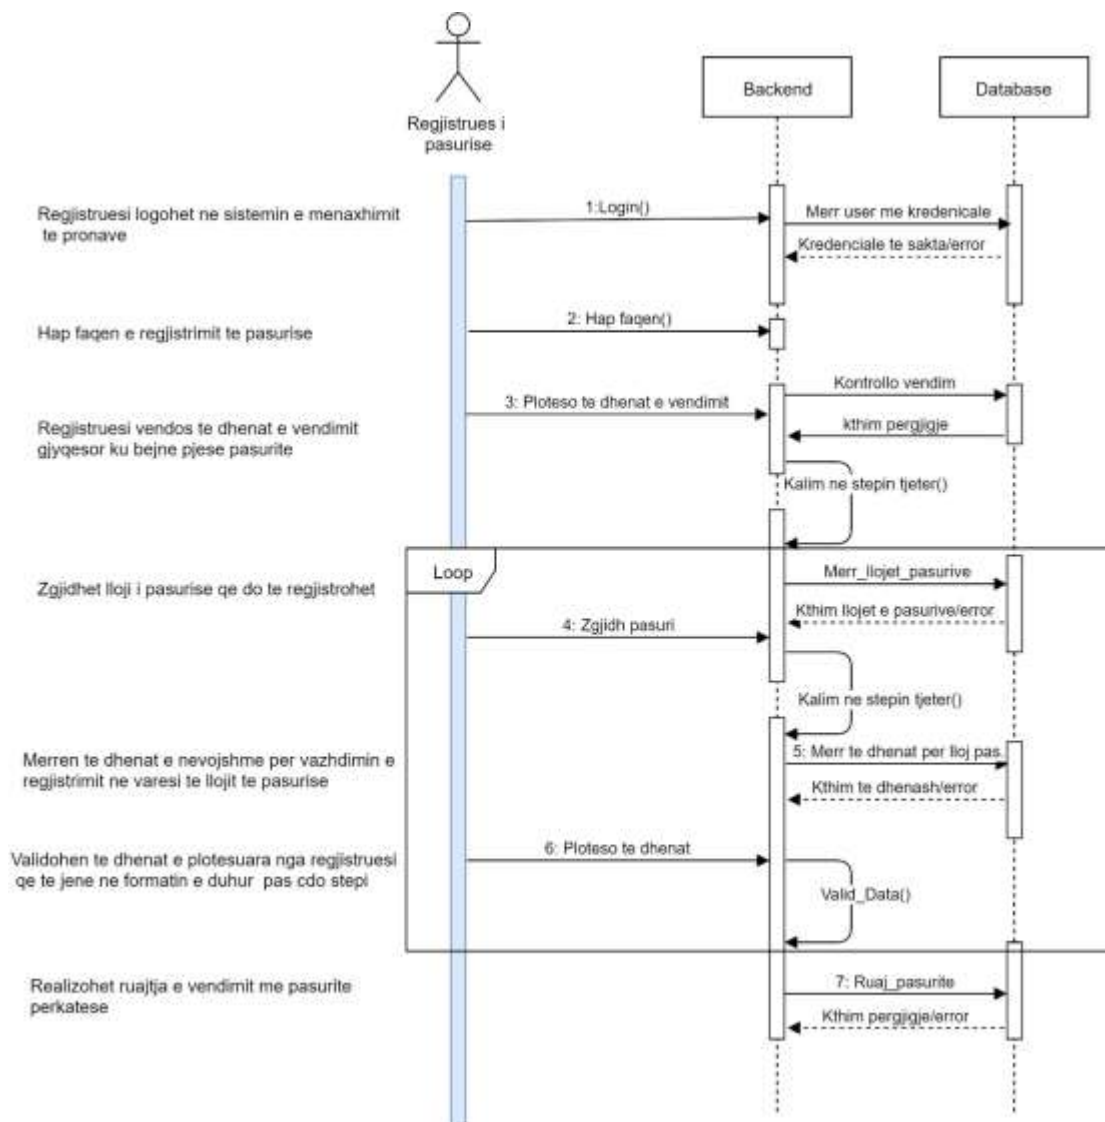 Regjistrues i
pasurise
Backend
Database
Regjistruesi logohet ne sistemin e menaxhimit
te pronave
1:Login()
Merr user me kredenicale
Kredenciale te sakta/error
Hap faqen e regjistrimit te pasurise
2: Hap faqen()
Regjistruesi vendos te dhenat e vendimit
gjyqesor ku bejne pjese pasurite
3: Ploteso te dhenat e vendimit
Kontrollo vendim
kthim pergjigje
Kalim ne stepin tjeter()
Loop
Zgjidhet lloji i pasurise qe do te regjistrohet
Merr_llojet_pasurive
Kthim llojet e pasurive/error
4: Zgjidh pasuri
Kalim ne stepin tjeter()
Merren te dhenat e nevojshme per vazhdimin e
regjistrimit ne varesi te llojit te pasurise
5: Merr te dhenat per lloj pas.
Kthim te dhenash/error
Validohen te dhenat e plotesuara nga regjistruesi
qe te jene ne formatin e duhur pas cdo stepi
6: Ploteso te dhenat
Valid_Data()
Realizohet ruajtja e vendimit me pasurite
perkatese
7: Ruaj_pasurite
Kthim pergjigje/error